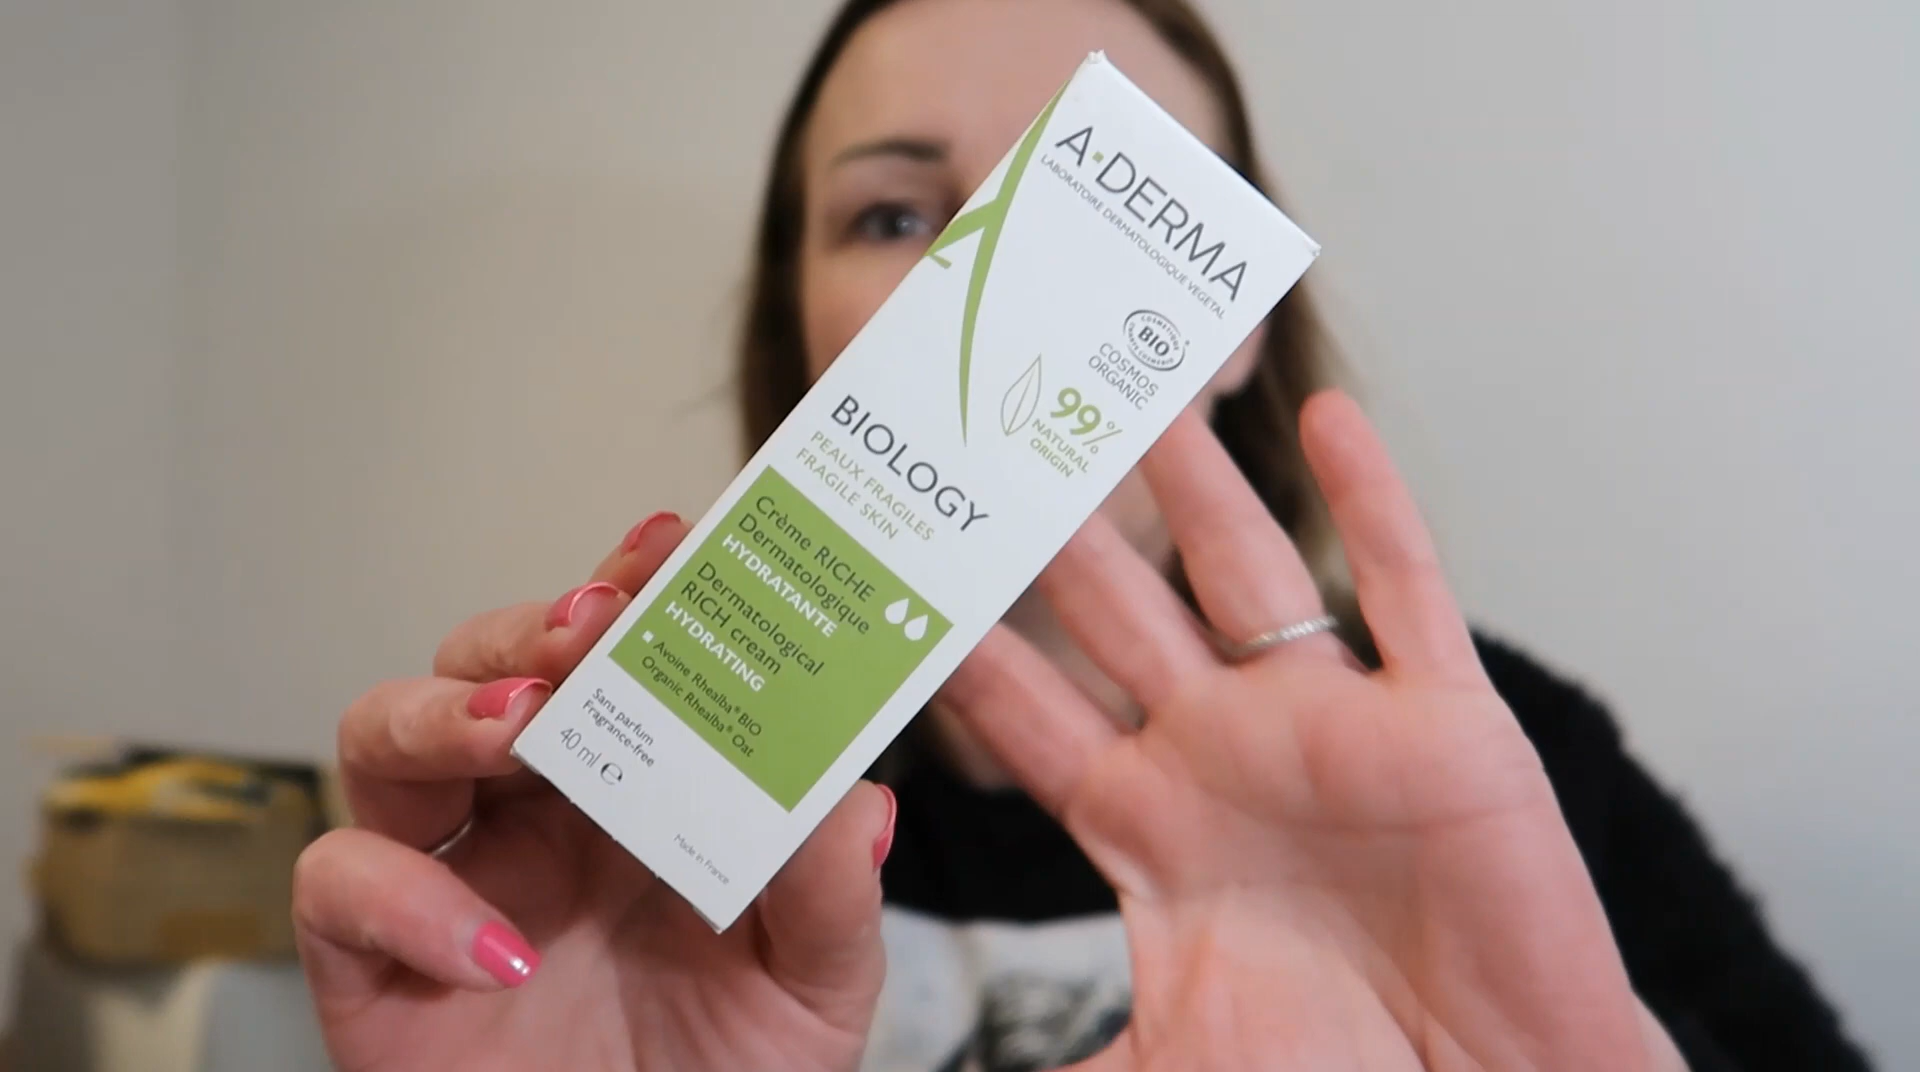 A·DERMA
LABORATOIRE DERMATOLOGIQUE VEGETAL
BIO
COSMOS
ORGANIC
99%
NATURAL
ORIGIN
BIOLOGY
PEAUX FRAGILES
FRAGILE SKIN
Crème RICHE
Dermatologique
HYDRATANTE
Dermatological
RICH cream
HYDRATING
Avoine Rhealba® BIO
Organic Rhealba® Oat
Sans parfum
Fragrance-free
40 ml ℮
Made in France